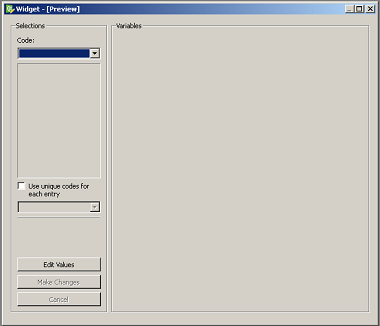 Widget - [Preview]
Selections
Variables
Code:
Use unique codes for
each entry
Edit Values
Make Changes
Cancel